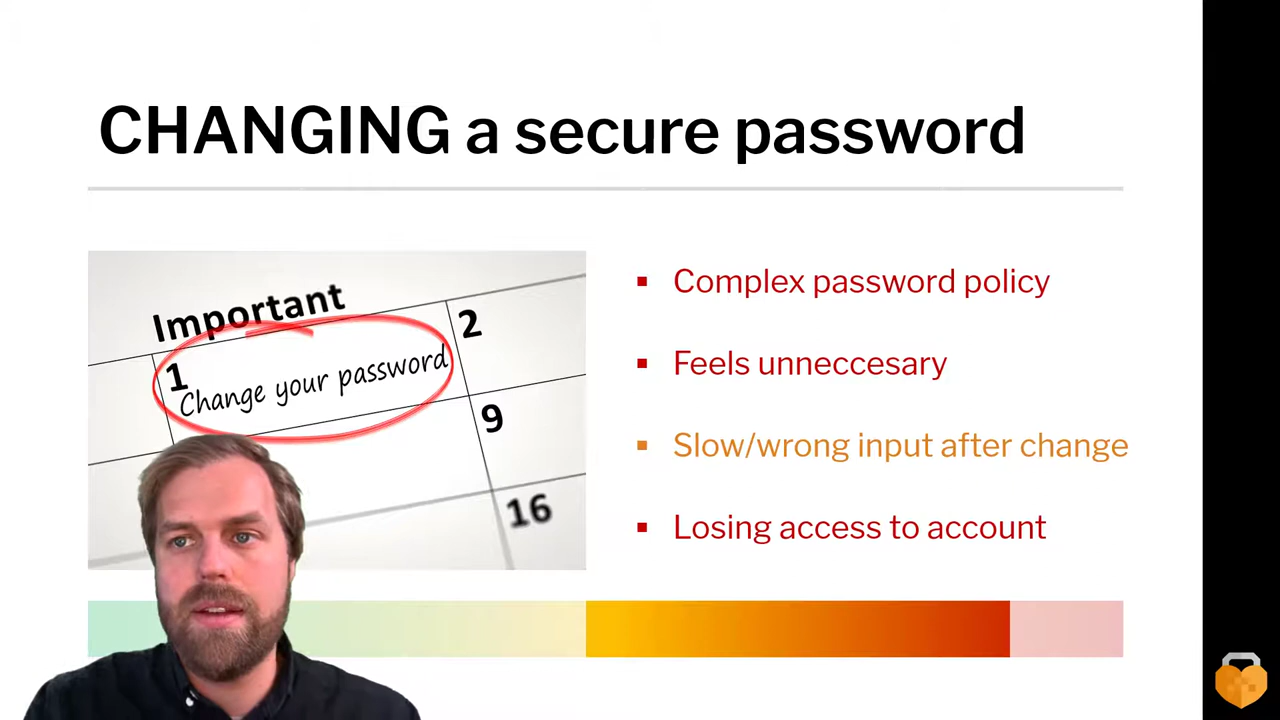 CHANGING a secure password
Important
1
2
Change your password
9
16
▪ Complex password policy
▪ Feels unneccesary
▪ Slow/wrong input after change
▪ Losing access to account